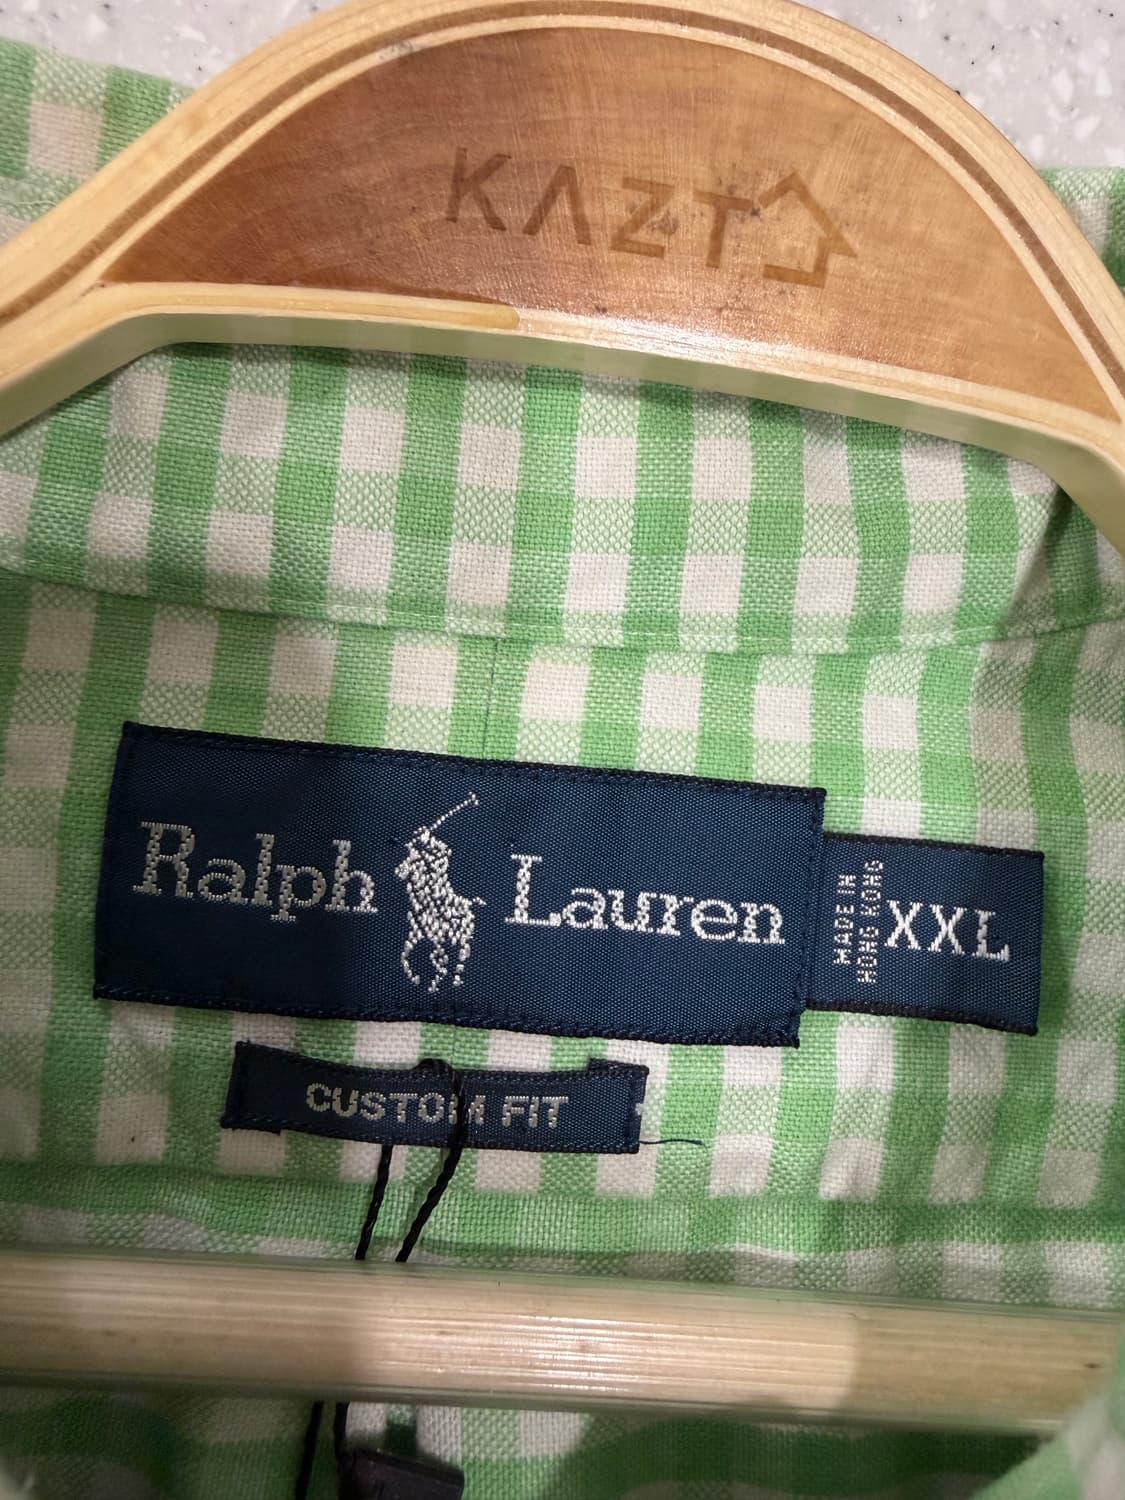 KAZT
Ralph Lauren
MADE IN
HONG KONG
XXL
CUSTOM FIT